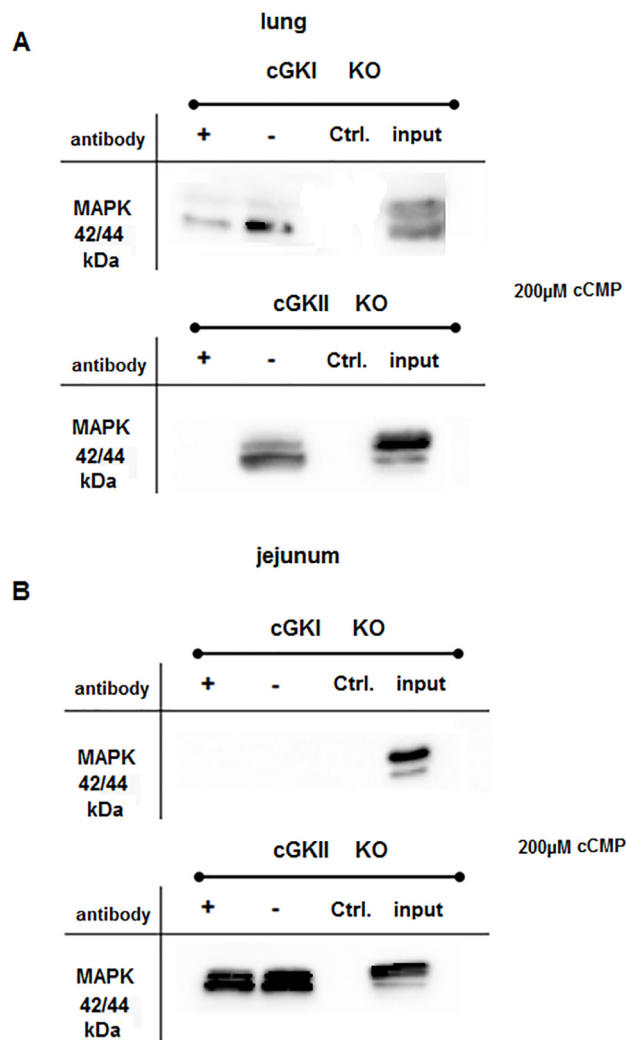 lung
A
cGKI KO
antibody + - Ctrl. input
MAPK
42/44
kDa
200µM cCMP
cGKII KO
antibody + - Ctrl. input
MAPK
42/44
kDa
jejunum
B
cGKI KO
antibody + - Ctrl. input
MAPK
42/44
kDa
200µM cCMP
cGKII KO
antibody + - Ctrl. input
MAPK
42/44
kDa